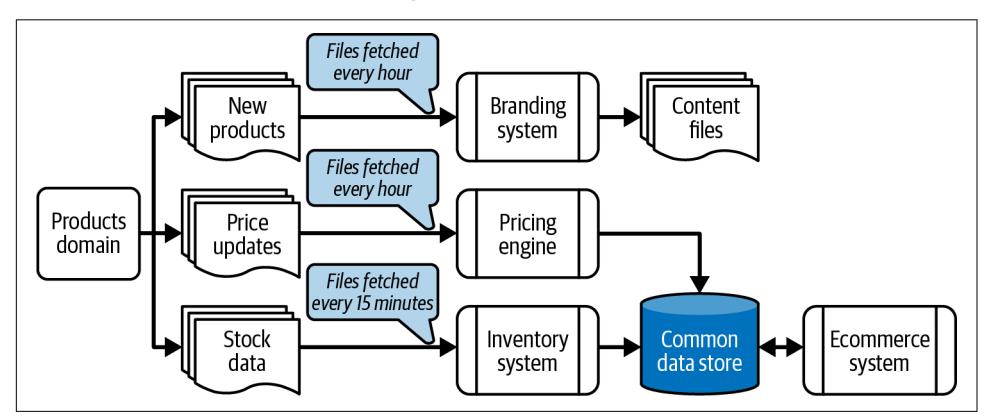 Files fetched
every hour
New
products
Branding
system
Content
files
Files fetched
every hour
Products
domain
Price
updates
Pricing
engine
Files fetched
every 15 minutes
Stock
data
Inventory
system
Common
data store
Ecommerce
system